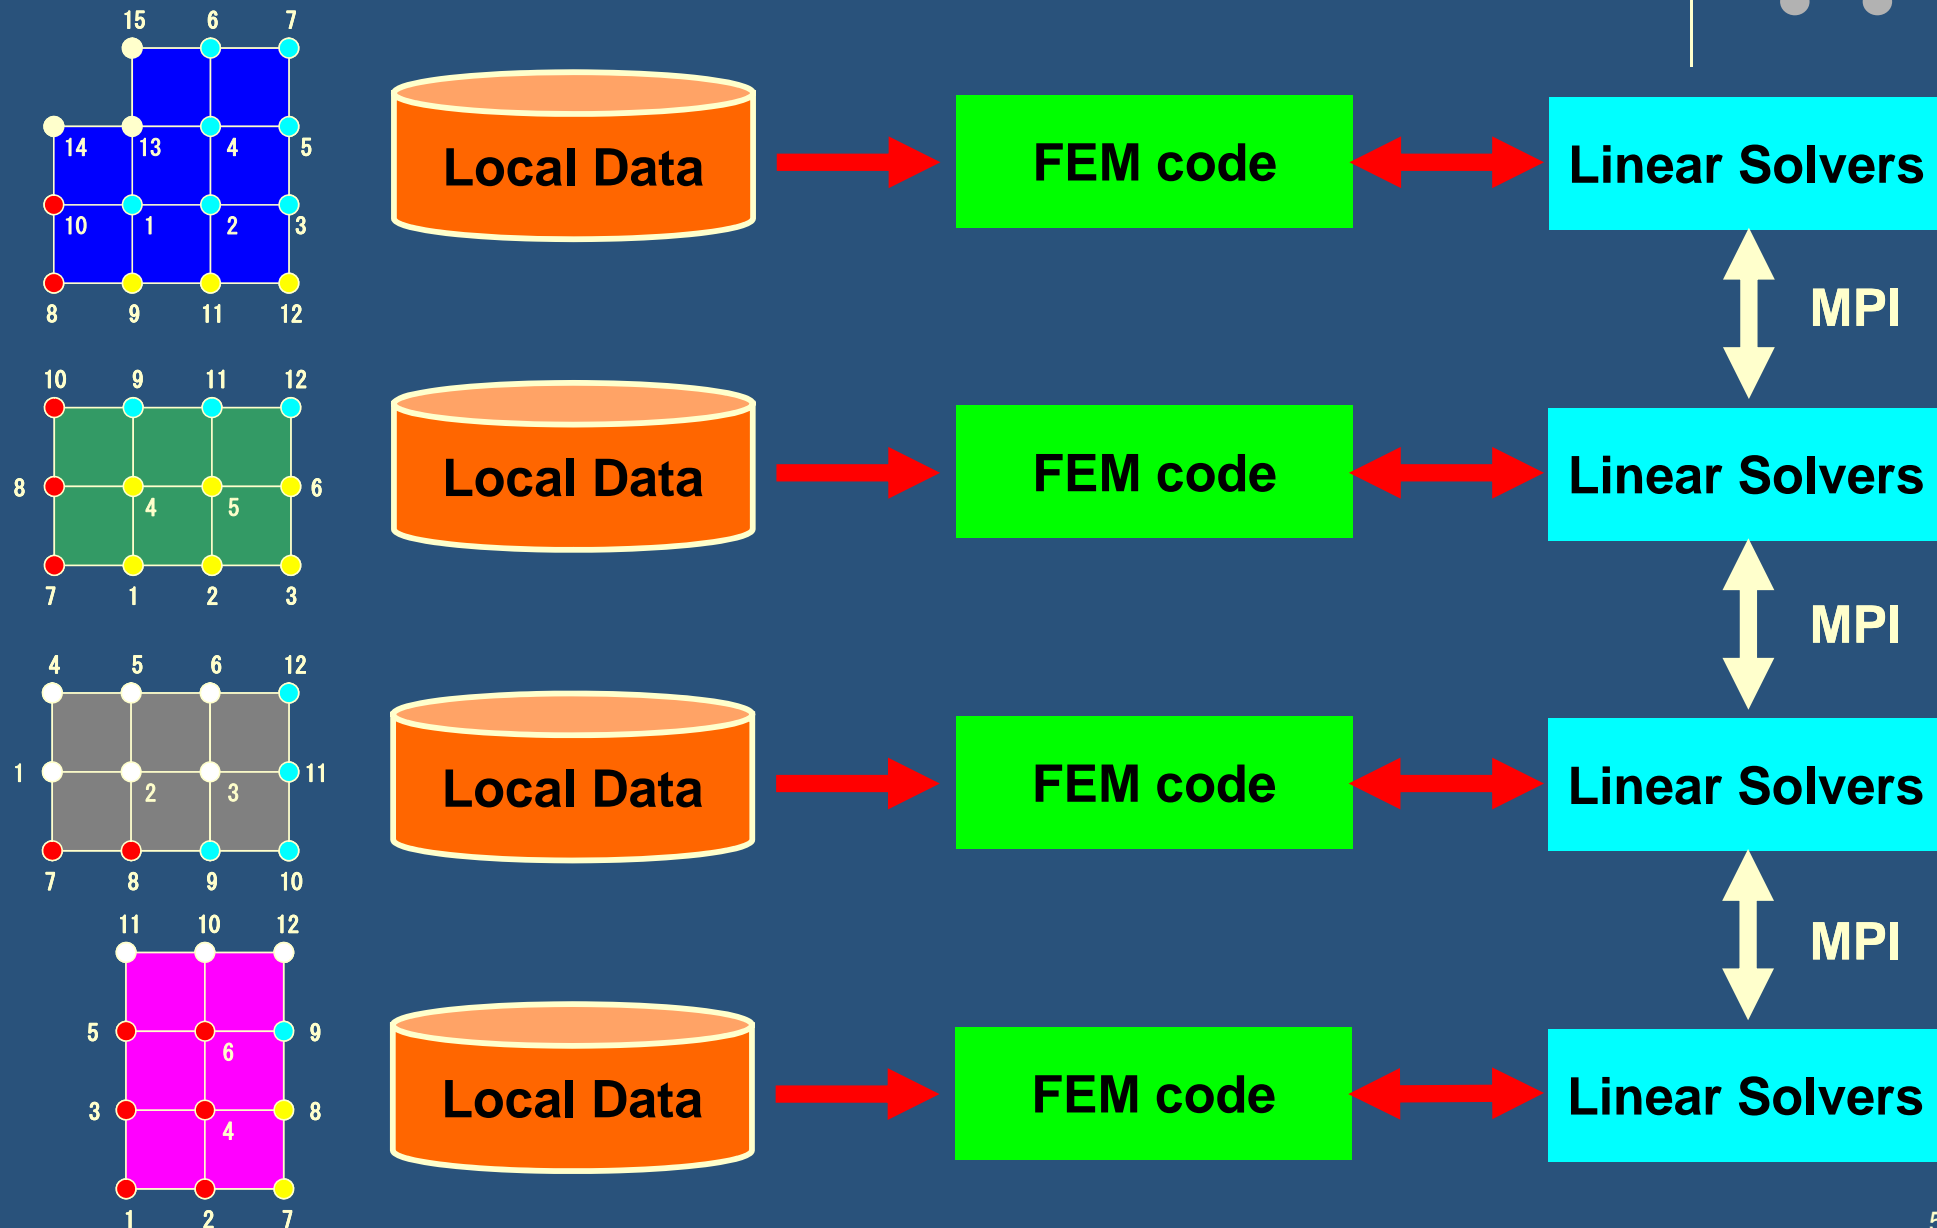 15 6 7
14 13 4 5
10 1 2 3
8 9 11 12
Local Data
FEM code
Linear Solvers
MPI
10 9 11 12
8 4 5 6
7 1 2 3
Local Data
FEM code
Linear Solvers
MPI
4 5 6 12
1 2 3 11
7 8 9 10
Local Data
FEM code
Linear Solvers
MPI
11 10 12
5 6 9
3 4 8
1 2 7
Local Data
FEM code
Linear Solvers